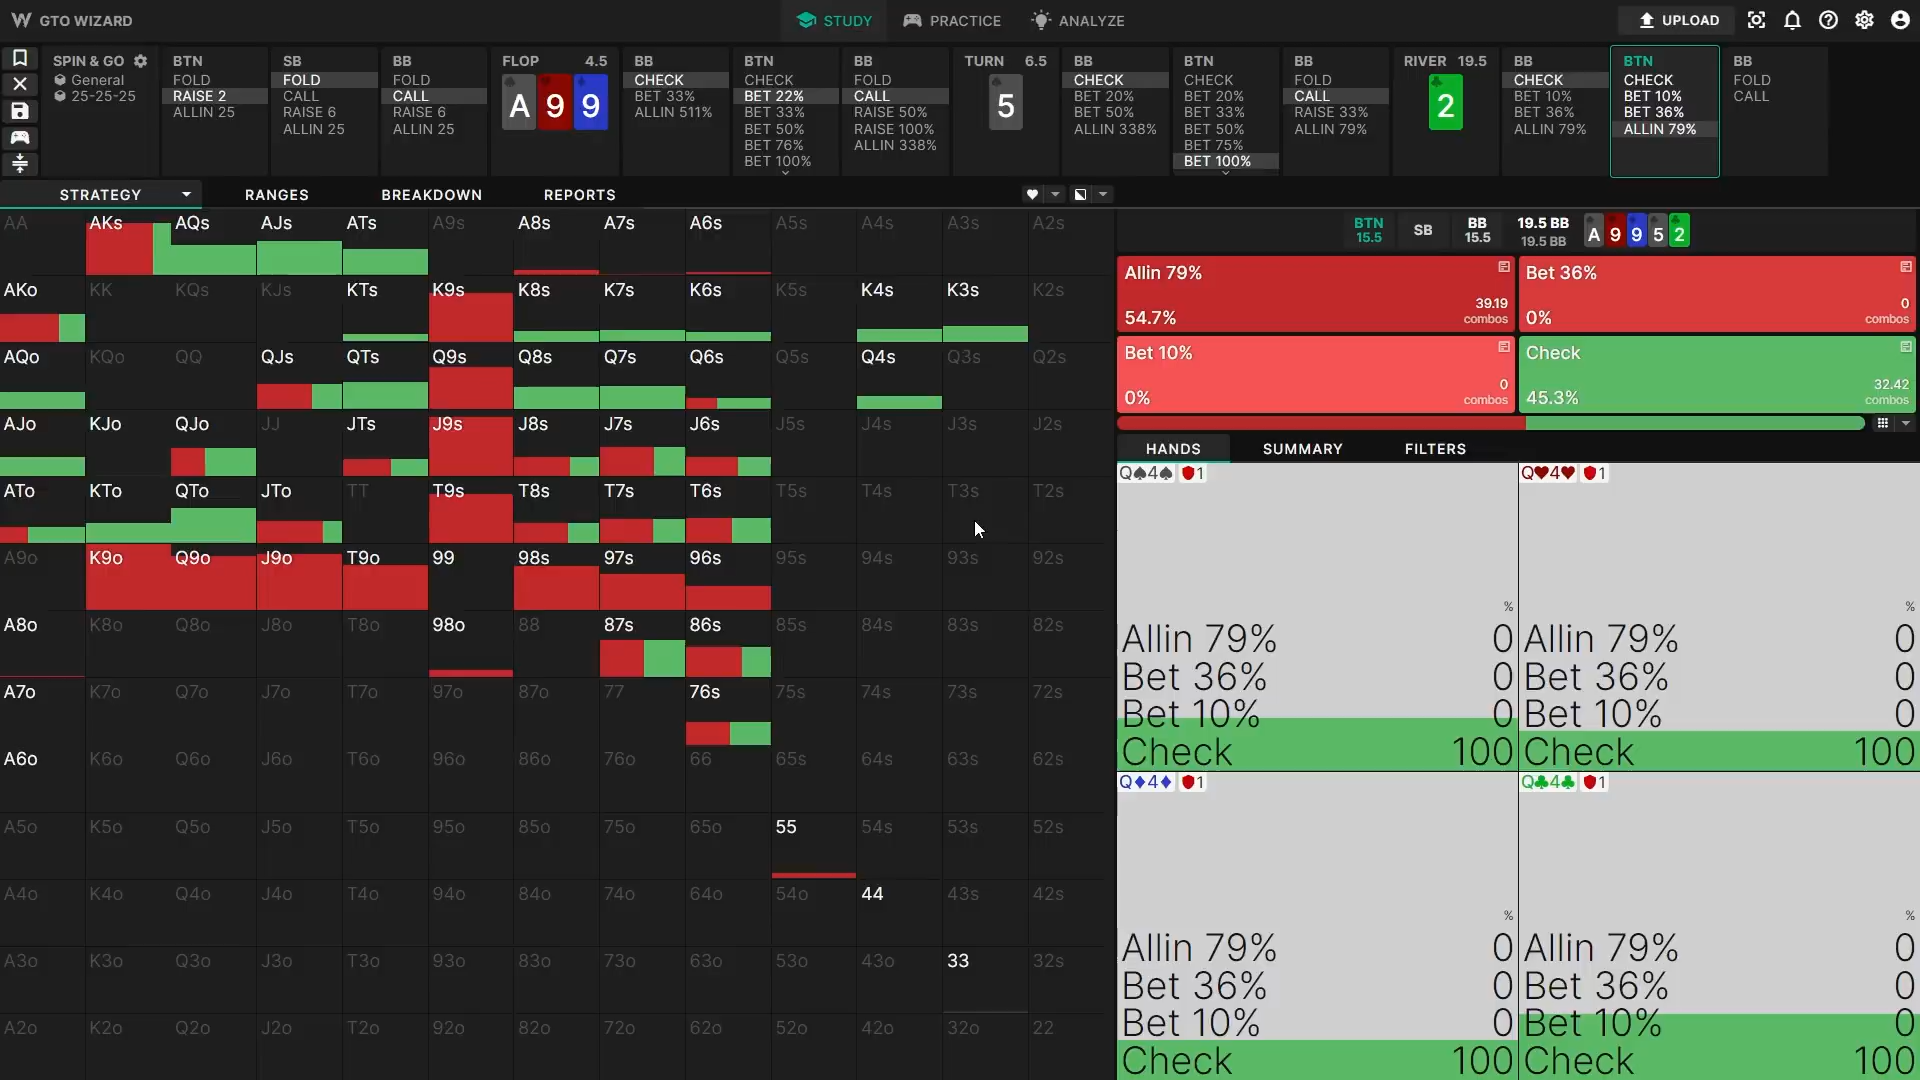 GTO WIZARD
STUDY
PRACTICE
ANALYZE
UPLOAD
SPIN & GO
General
25-25-25
BTN
FOLD
RAISE 2
ALLIN 25
SB
FOLD
CALL
RAISE 6
ALLIN 25
BB
FOLD
CALL
RAISE 6
ALLIN 25
FLOP 4.5
A 9 9
BB
CHECK
BET 33%
ALLIN 511%
BTN
CHECK
BET 22%
BET 33%
BET 50%
BET 76%
BET 100%
BB
FOLD
CALL
RAISE 50%
RAISE 100%
ALLIN 338%
TURN 6.5
5
BB
CHECK
BET 20%
BET 50%
ALLIN 338%
BTN
CHECK
BET 20%
BET 33%
BET 50%
BET 75%
BET 100%
BB
FOLD
CALL
RAISE 33%
ALLIN 79%
RIVER 19.5
2
BB
CHECK
BET 10%
BET 36%
ALLIN 79%
BTN
CHECK
BET 10%
BET 36%
ALLIN 79%
BB
FOLD
CALL
STRATEGY RANGES BREAKDOWN REPORTS
AA AKs AQs AJs ATs A9s A8s A7s A6s A5s A4s A3s A2s
AKo KK KQs KJs KTs K9s K8s K7s K6s K5s K4s K3s K2s
AQo KQo QQ QJs QTs Q9s Q8s Q7s Q6s Q5s Q4s Q3s Q2s
AJo KJo QJo JJ JTs J9s J8s J7s J6s J5s J4s J3s J2s
ATo KTo QTo JTo TT T9s T8s T7s T6s T5s T4s T3s T2s
A9o K9o Q9o J9o T9o 99 98s 97s 96s 95s 94s 93s 92s
A8o K8o Q8o J8o T8o 98o 88 87s 86s 85s 84s 83s 82s
A7o K7o Q7o J7o T7o 97o 87o 77 76s 75s 74s 73s 72s
A6o K6o Q6o J6o T6o 96o 86o 76o 66 65s 64s 63s 62s
A5o K5o Q5o J5o T5o 95o 85o 75o 65o 55 54s 53s 52s
A4o K4o Q4o J4o T4o 94o 84o 74o 64o 54o 44 43s 42s
A3o K3o Q3o J3o T3o 93o 83o 73o 63o 53o 43o 33 32s
A2o K2o Q2o J2o T2o 92o 82o 72o 62o 52o 42o 32o 22
BTN SB BB 19.5 BB A 9 9 5 2
15.5 15.5 19.5 BB
Allin 79%
39.19
54.7% combos
Bet 36%
0
0% combos
Bet 10%
0
0% combos
Check
32.42
45.3% combos
HANDS SUMMARY FILTERS
Q♠4♠ 1
%
Allin 79% 0
Bet 36% 0
Bet 10% 0
Check 100
Q♥4♥ 1
%
Allin 79% 0
Bet 36% 0
Bet 10% 0
Check 100
Q♦4♦ 1
%
Allin 79% 0
Bet 36% 0
Bet 10% 0
Check 100
Q♣4♣ 1
%
Allin 79% 0
Bet 36% 0
Bet 10% 0
Check 100